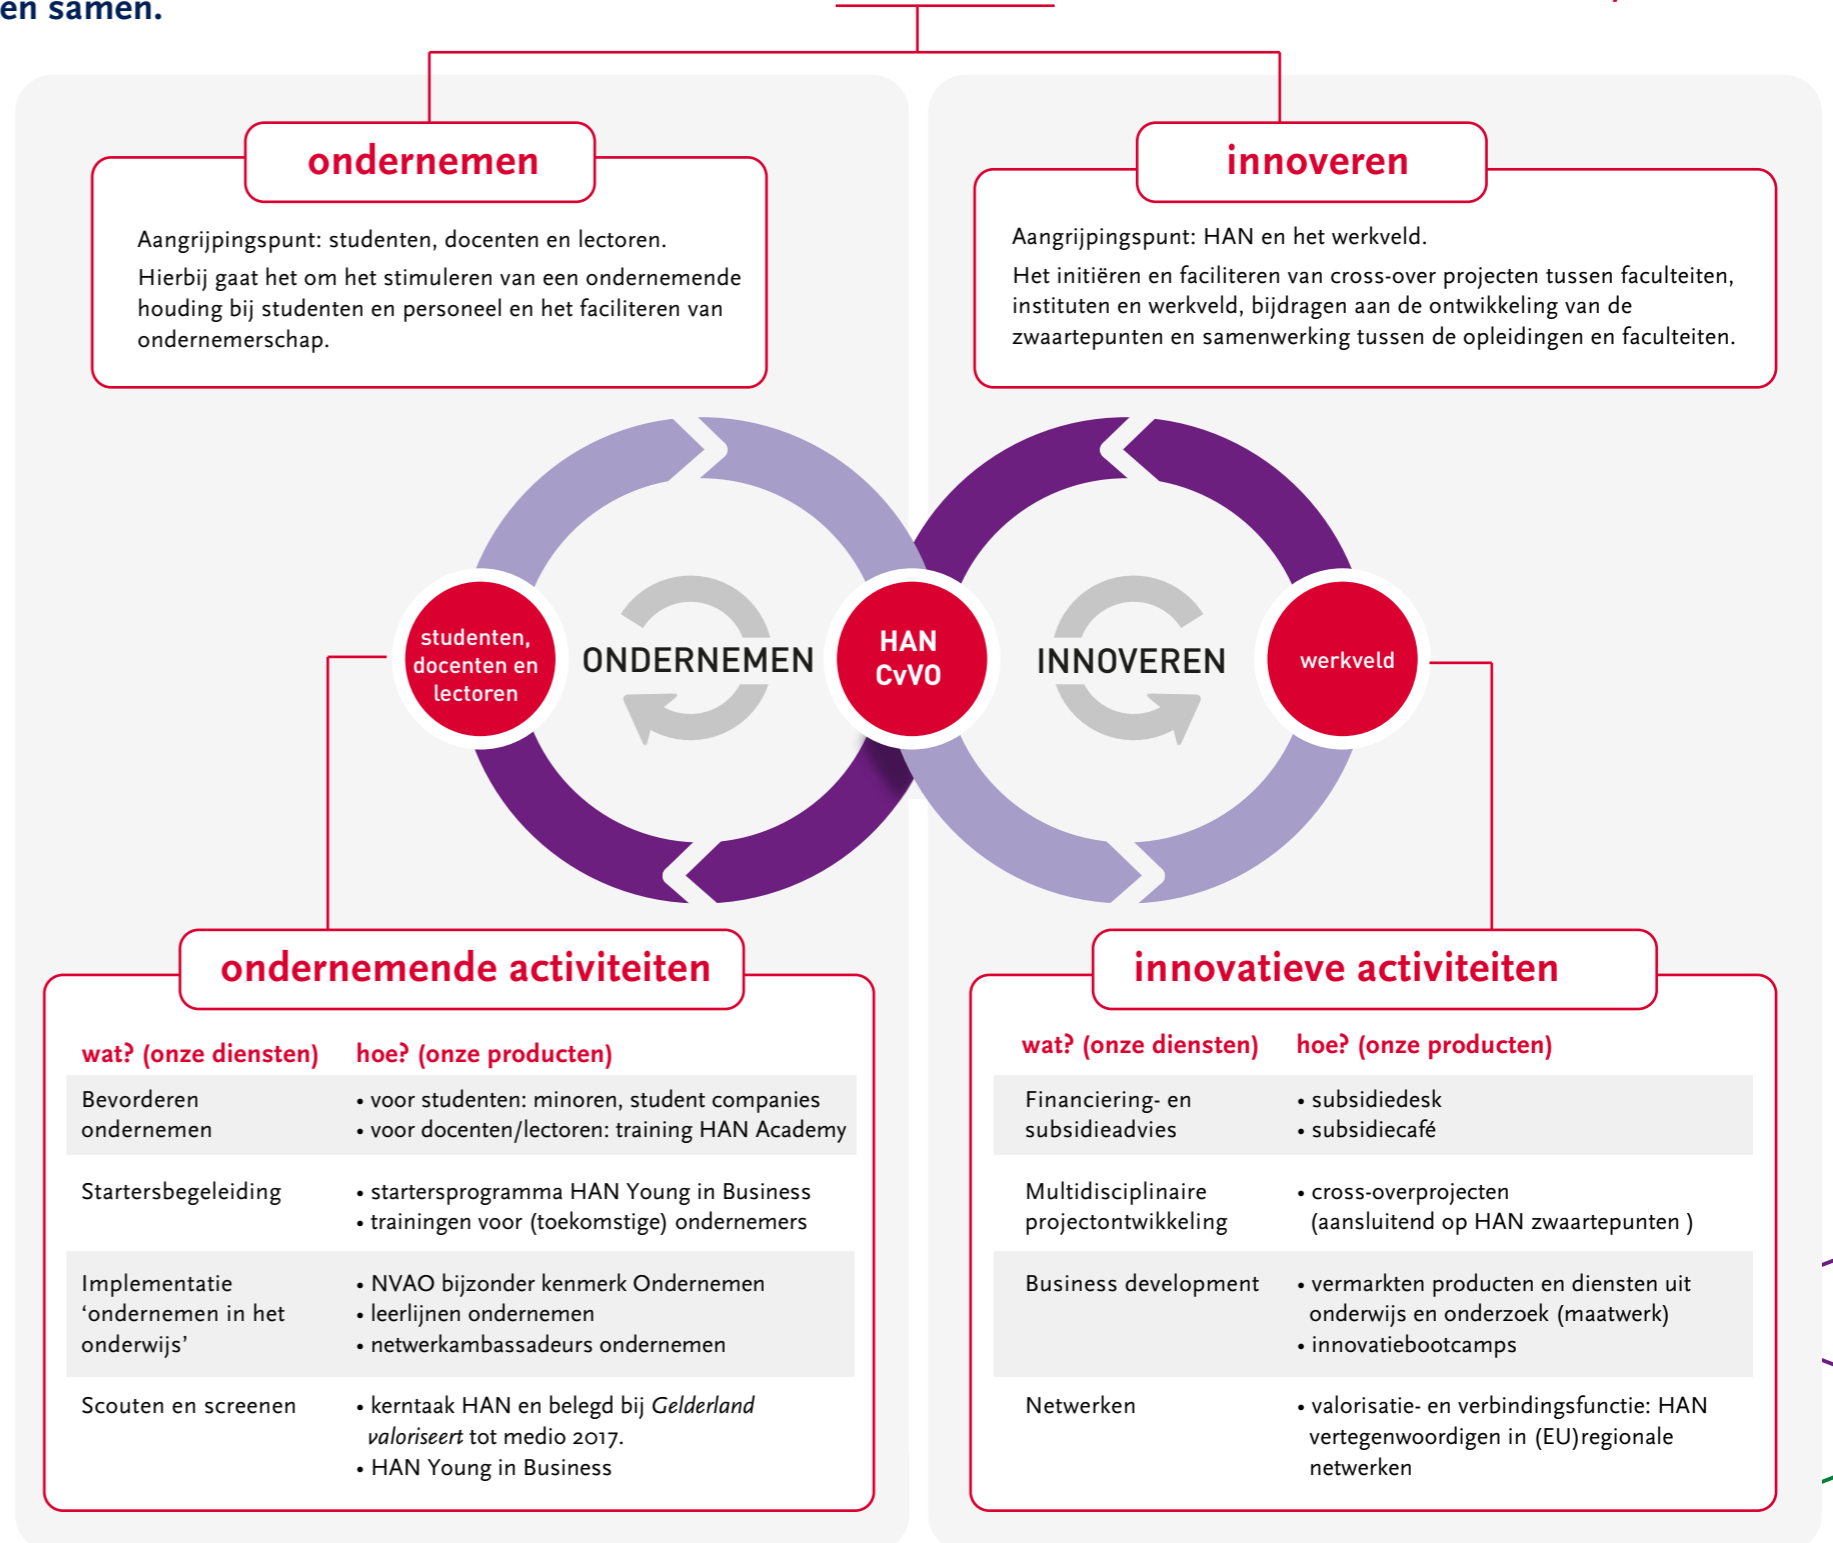 en samen.
ondernemen
Aangrijpingspunt: studenten, docenten en lectoren.
Hierbij gaat het om het stimuleren van een ondernemende
houding bij studenten en personeel en het faciliteren van
ondernemerschap.
innoveren
Aangrijpingspunt: HAN en het werkveld.
Het initiëren en faciliteren van cross-over projecten tussen faculteiten,
instituten en werkveld, bijdragen aan de ontwikkeling van de
zwaartepunten en samenwerking tussen de opleidingen en faculteiten.
studenten,
docenten en
lectoren
ONDERNEMEN
HAN
CvVO
INNOVEREN
werkveld
ondernemende activiteiten
wat? (onze diensten) hoe? (onze producten)
Bevorderen
ondernemen
• voor studenten: minoren, student companies
• voor docenten/lectoren: training HAN Academy
Startersbegeleiding
• startersprogramma HAN Young in Business
• trainingen voor (toekomstige) ondernemers
Implementatie
‘ondernemen in het
onderwijs’
• NVAO bijzonder kenmerk Ondernemen
• leerlijnen ondernemen
• netwerkambassadeurs ondernemen
Scouten en screenen
• kerntaak HAN en belegd bij Gelderland
valoriseert tot medio 2017.
• HAN Young in Business
innovatieve activiteiten
wat? (onze diensten) hoe? (onze producten)
Financiering- en
subsidieadvies
• subsidiedesk
• subsidiecafé
Multidisciplinaire
projectontwikkeling
• cross-overprojecten
(aansluitend op HAN zwaartepunten )
Business development
• vermarkten producten en diensten uit
onderwijs en onderzoek (maatwerk)
• innovatiebootcamps
Netwerken
• valorisatie- en verbindingsfunctie: HAN
vertegenwoordigen in (EU)regionale
netwerken